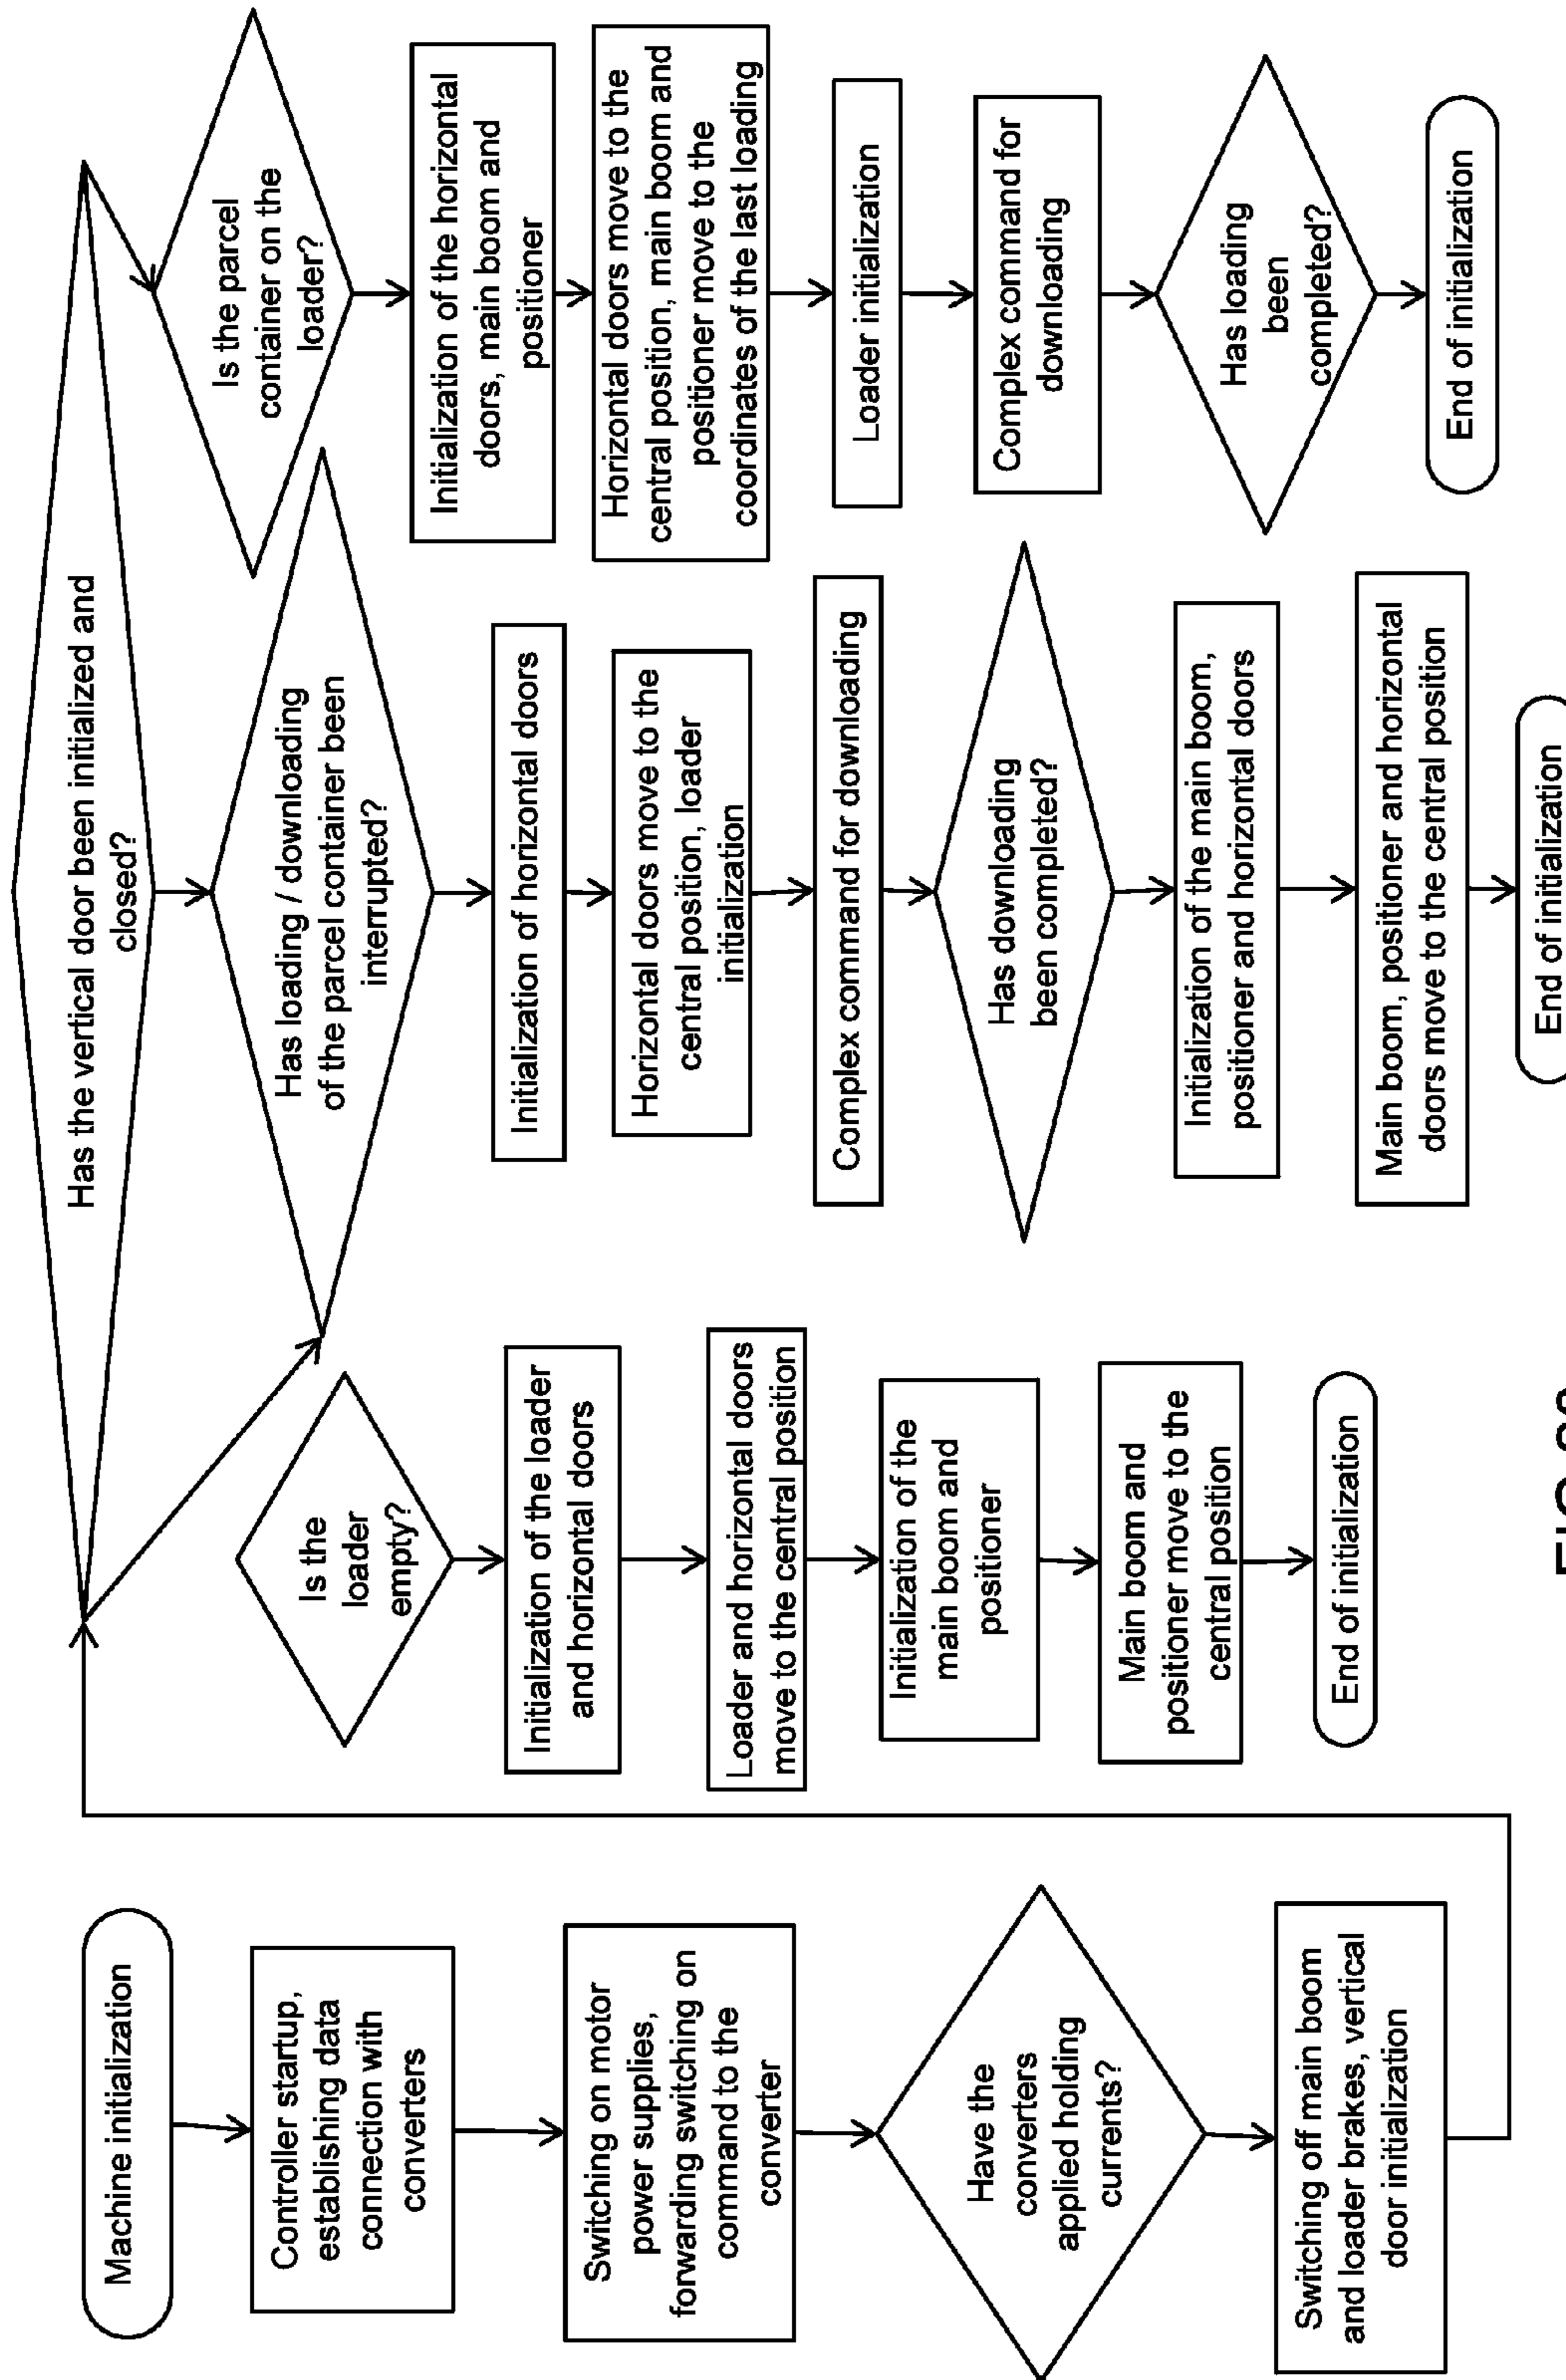 Machine initialization
Controller startup,
establishing data
connection with
converters
Switching on motor
power supplies,
forwarding switching on
command to the
converter
Have the
converters
applied holding
currents?
Switching off main boom
and loader brakes, vertical
door initialization
Has the vertical door been initialized and
closed?
Is the
loader
empty?
Initialization of the loader
and horizontal doors
Loader and horizontal doors
move to the central position
Initialization of the
main boom and
positioner
Main boom and
positioner move to the
central position
End of initialization
Has loading / downloading
of the parcel container been
interrupted?
Initialization of horizontal doors
Horizontal doors move to the
central position, loader
initialization
Complex command for downloading
Has downloading
been completed?
Initialization of the main boom,
positioner and horizontal doors
Main boom, positioner and horizontal
doors move to the central position
End of initialization
Is the parcel
container on the
loader?
Initialization of the horizontal
doors, main boom and
positioner
Horizontal doors move to the
central position, main boom and
positioner move to the
coordinates of the last loading
Loader initialization
Complex command for
downloading
Has loading
been
completed?
End of initialization